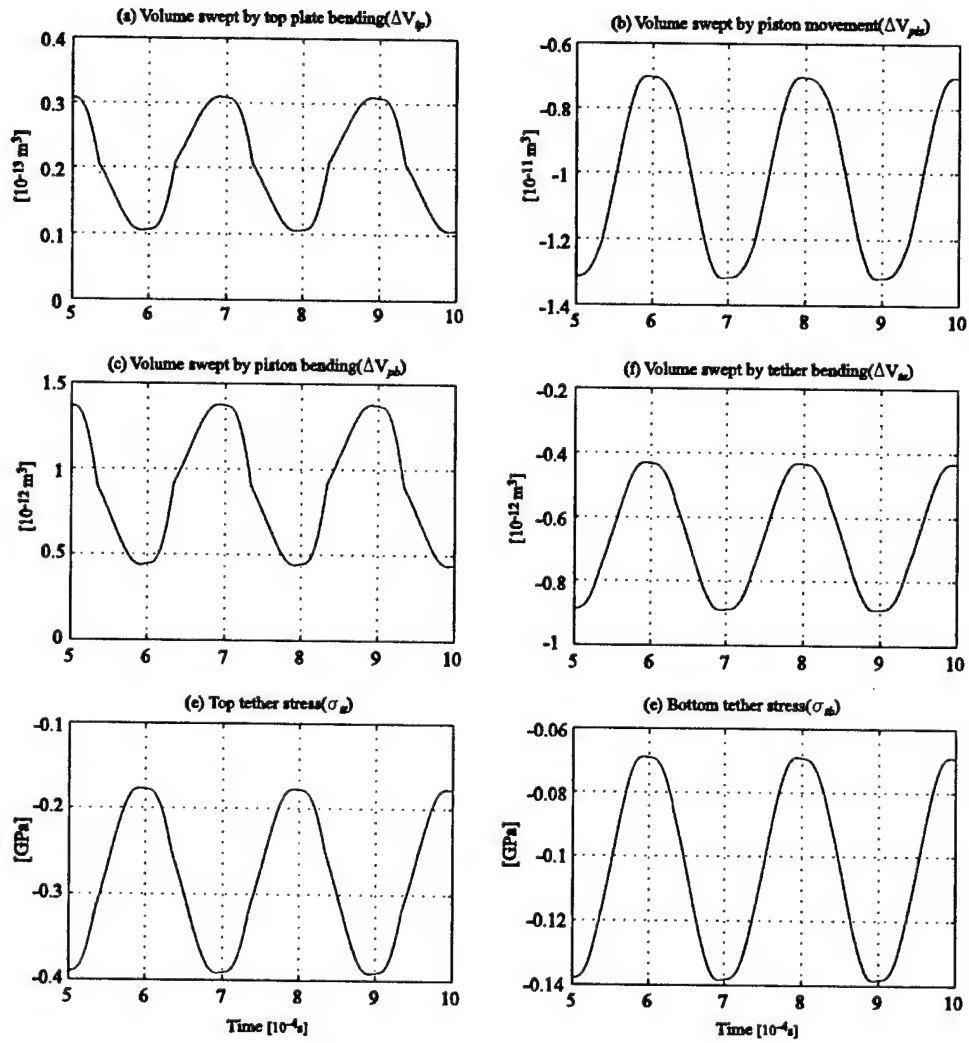 (a) Volume swept by top plate bending(ΔV_tp)
[10^-13 m^3]
0.4
0.3
0.2
0.1
0
5 6 7 8 9 10
(b) Volume swept by piston movement(ΔV_pis)
[10^-11 m^3]
-0.6
-0.8
-1
-1.2
-1.4
5 6 7 8 9 10
(c) Volume swept by piston bending(ΔV_pb)
[10^-12 m^3]
1.5
1
0.5
0
5 6 7 8 9 10
(f) Volume swept by tether bending(ΔV_te)
[10^-12 m^3]
-0.2
-0.4
-0.6
-0.8
-1
5 6 7 8 9 10
(e) Top tether stress(σ_st)
[GPa]
-0.1
-0.2
-0.3
-0.4
5 6 7 8 9 10
Time [10^-4 s]
(e) Bottom tether stress(σ_sb)
[GPa]
-0.06
-0.08
-0.1
-0.12
-0.14
5 6 7 8 9 10
Time [10^-4 s]